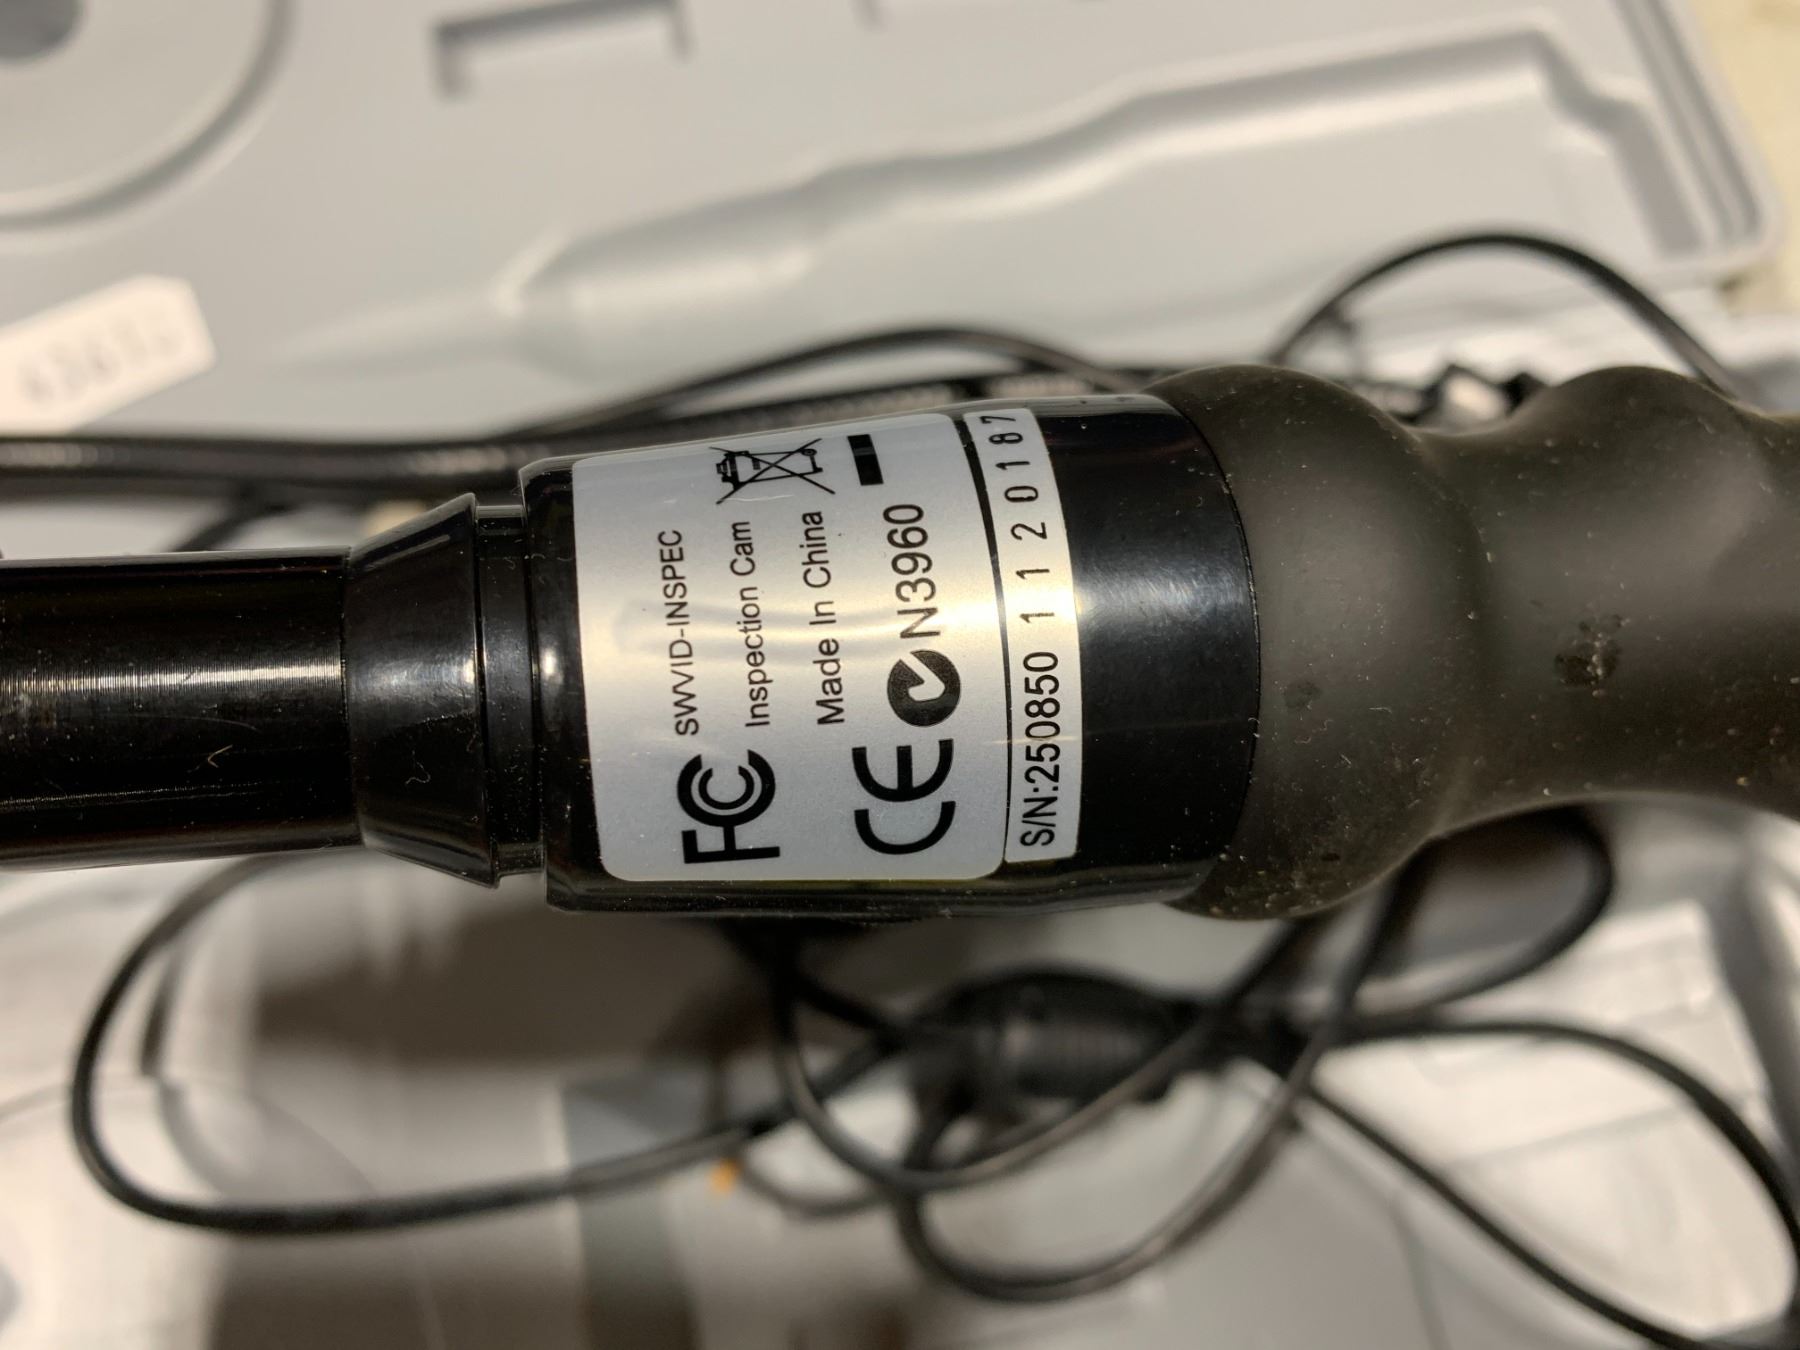 FC SWVID-INSPEC
Inspection Cam
Made In China
CE N3960
S/N:250850 1 1 2 0 1 8 7